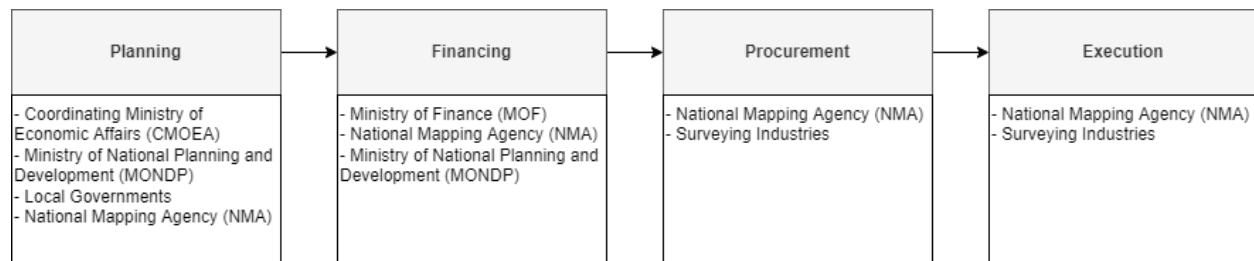 Planning
- Coordinating Ministry of
Economic Affairs (CMOEA)
- Ministry of National Planning and
Development (MONDP)
- Local Governments
- National Mapping Agency (NMA)
Financing
- Ministry of Finance (MOF)
- National Mapping Agency (NMA)
- Ministry of National Planning and
Development (MONDP)
Procurement
- National Mapping Agency (NMA)
- Surveying Industries
Execution
- National Mapping Agency (NMA)
- Surveying Industries